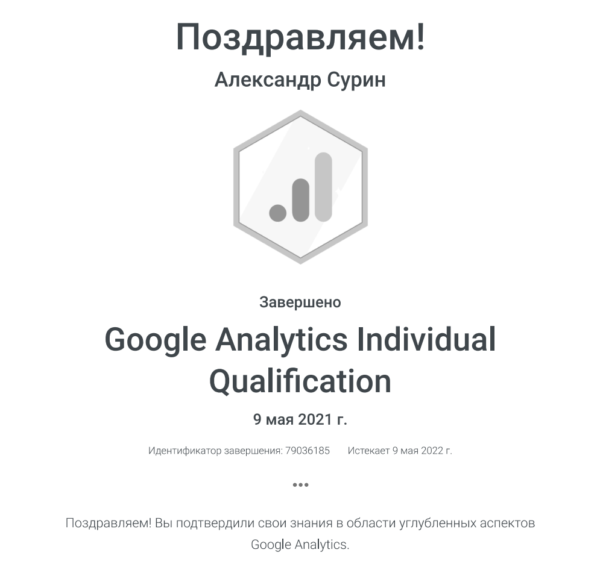 Поздравляем!
Александр Сурин
Завершено
Google Analytics Individual
Qualification
9 мая 2021 г.
Идентификатор завершения: 79036185 Истекает 9 мая 2022 г.
•••
Поздравляем! Вы подтвердили свои знания в области углубленных аспектов
Google Analytics.